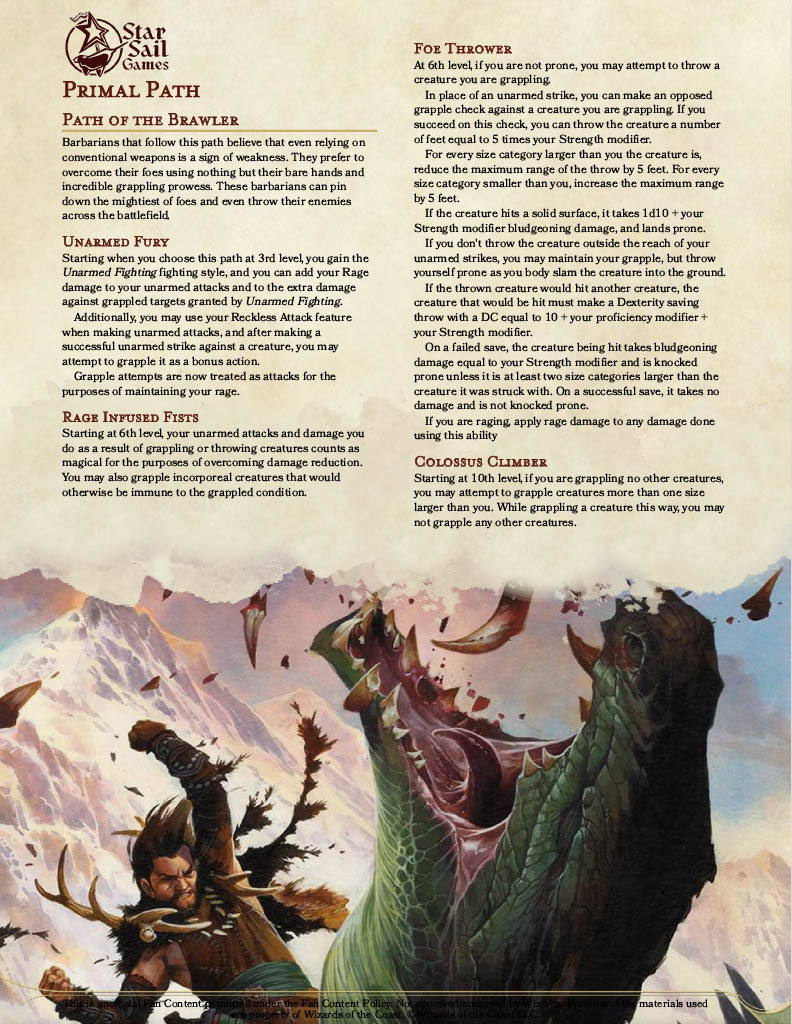 Star
Sail
Games
Primal Path
Path of the Brawler
Barbarians that follow this path believe that even relying on
conventional weapons is a sign of weakness. They prefer to
overcome their foes using nothing but their bare hands and
incredible grappling prowess. These barbarians can pin
down the mightiest of foes and even throw their enemies
across the battlefield.
Unarmed Fury
Starting when you choose this path at 3rd level, you gain the
Unarmed Fighting fighting style, and you can add your Rage
damage to your unarmed attacks and to the extra damage
against grappled targets granted by Unarmed Fighting.
Additionally, you may use your Reckless Attack feature
when making unarmed attacks, and after making a
successful unarmed strike against a creature, you may
attempt to grapple it as a bonus action.
Grapple attempts are now treated as attacks for the
purposes of maintaining your rage.
Rage Infused Fists
Starting at 6th level, your unarmed attacks and damage you
do as a result of grappling or throwing creatures counts as
magical for the purposes of overcoming damage reduction.
You may also grapple incorporeal creatures that would
otherwise be immune to the grappled condition.
Foe Thrower
At 6th level, if you are not prone, you may attempt to throw a
creature you are grappling.
In place of an unarmed strike, you can make an opposed
grapple check against a creature you are grappling. If you
succeed on this check, you can throw the creature a number
of feet equal to 5 times your Strength modifier.
For every size category larger than you the creature is,
reduce the maximum range of the throw by 5 feet. For every
size category smaller than you, increase the maximum range
by 5 feet.
If the creature hits a solid surface, it takes 1d10 + your
Strength modifier bludgeoning damage, and lands prone.
If you don't throw the creature outside the reach of your
unarmed strikes, you may maintain your grapple, but throw
yourself prone as you body slam the creature into the ground.
If the thrown creature would hit another creature, the
creature that would be hit must make a Dexterity saving
throw with a DC equal to 10 + your proficiency modifier +
your Strength modifier.
On a failed save, the creature being hit takes bludgeoning
damage equal to your Strength modifier and is knocked
prone unless it is at least two size categories larger than the
creature it was struck with. On a successful save, it takes no
damage and is not knocked prone.
If you are raging, apply rage damage to any damage done
using this ability
Colossus Climber
Starting at 10th level, if you are grappling no other creatures,
you may attempt to grapple creatures more than one size
larger than you. While grappling a creature this way, you may
not grapple any other creatures.
This is unofficial Fan Content permitted under the Fan Content Policy. Not approved/endorsed by Wizards. Portions of the materials used
are property of Wizards of the Coast. ©Wizards of the Coast LLC.